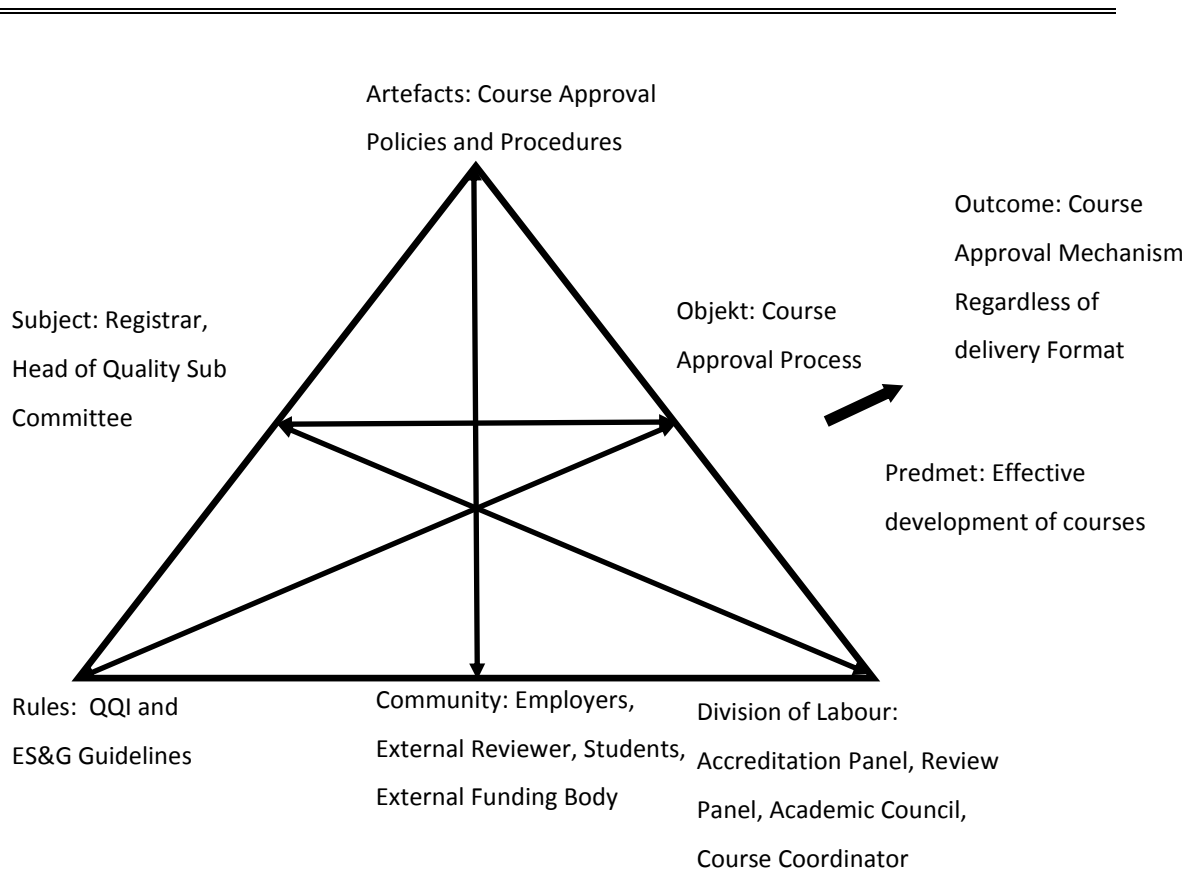 Artefacts: Course Approval
Policies and Procedures
Outcome: Course
Approval Mechanism
Regardless of
delivery Format
Subject: Registrar,
Head of Quality Sub
Committee
Objekt: Course
Approval Process
Predmet: Effective
development of courses
Rules: QQI and
ES&G Guidelines
Community: Employers,
External Reviewer, Students,
External Funding Body
Division of Labour:
Accreditation Panel, Review
Panel, Academic Council,
Course Coordinator